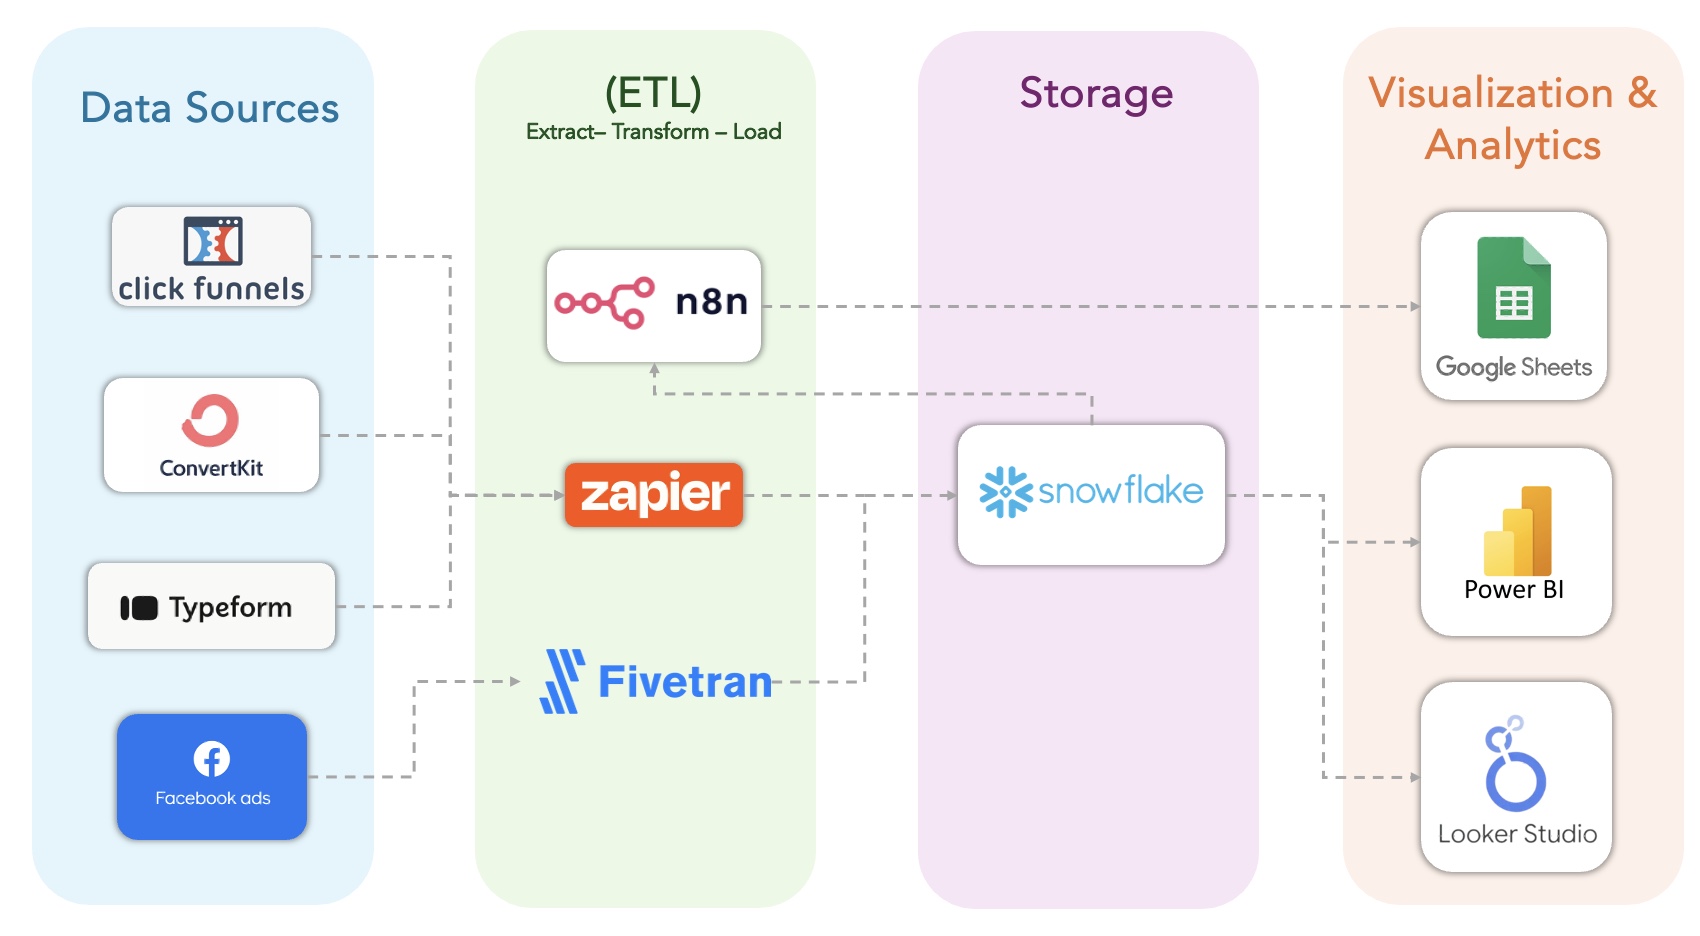 Data Sources
click funnels
ConvertKit
Typeform
Facebook ads
(ETL)
Extract– Transform – Load
n8n
zapier
Fivetran
Storage
snowflake
Visualization &
Analytics
Google Sheets
Power BI
Looker Studio